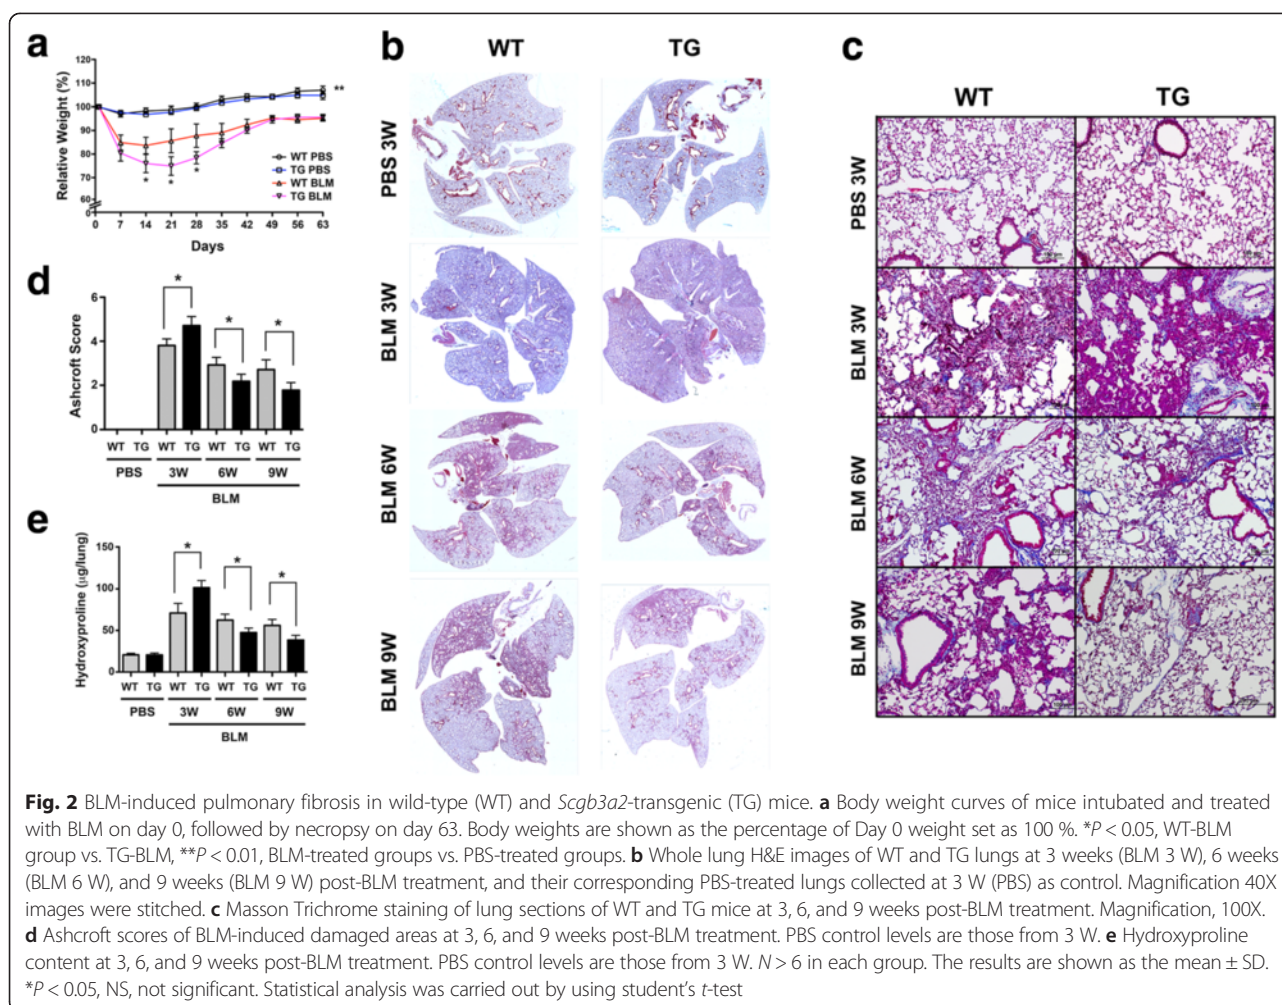 a
120
110
100
90
80
70
60
0
Relative Weight (%)
**
* * *
WT PBS
TG PBS
WT BLM
TG BLM
0 7 14 21 28 35 42 49 56 63
Days
b
WT TG
PBS 3W
BLM 3W
BLM 6W
BLM 9W
c
WT TG
PBS 3W
BLM 3W
BLM 6W
BLM 9W
d
6
4
2
0
Ashcroft Score
* * *
WT TG WT TG WT TG WT TG
PBS 3W 6W 9W
BLM
e
150
100
50
0
Hydroxyproline (μg/lung)
* * *
WT TG WT TG WT TG WT TG
PBS 3W 6W 9W
BLM
Fig. 2 BLM-induced pulmonary fibrosis in wild-type (WT) and Scgb3a2-transgenic (TG) mice. a Body weight curves of mice intubated and treated
with BLM on day 0, followed by necropsy on day 63. Body weights are shown as the percentage of Day 0 weight set as 100 %. *P < 0.05, WT-BLM
group vs. TG-BLM, **P < 0.01, BLM-treated groups vs. PBS-treated groups. b Whole lung H&E images of WT and TG lungs at 3 weeks (BLM 3 W), 6 weeks
(BLM 6 W), and 9 weeks (BLM 9 W) post-BLM treatment, and their corresponding PBS-treated lungs collected at 3 W (PBS) as control. Magnification 40X
images were stitched. c Masson Trichrome staining of lung sections of WT and TG mice at 3, 6, and 9 weeks post-BLM treatment. Magnification, 100X.
d Ashcroft scores of BLM-induced damaged areas at 3, 6, and 9 weeks post-BLM treatment. PBS control levels are those from 3 W. e Hydroxyproline
content at 3, 6, and 9 weeks post-BLM treatment. PBS control levels are those from 3 W. N > 6 in each group. The results are shown as the mean ± SD.
*P < 0.05, NS, not significant. Statistical analysis was carried out by using student's t-test